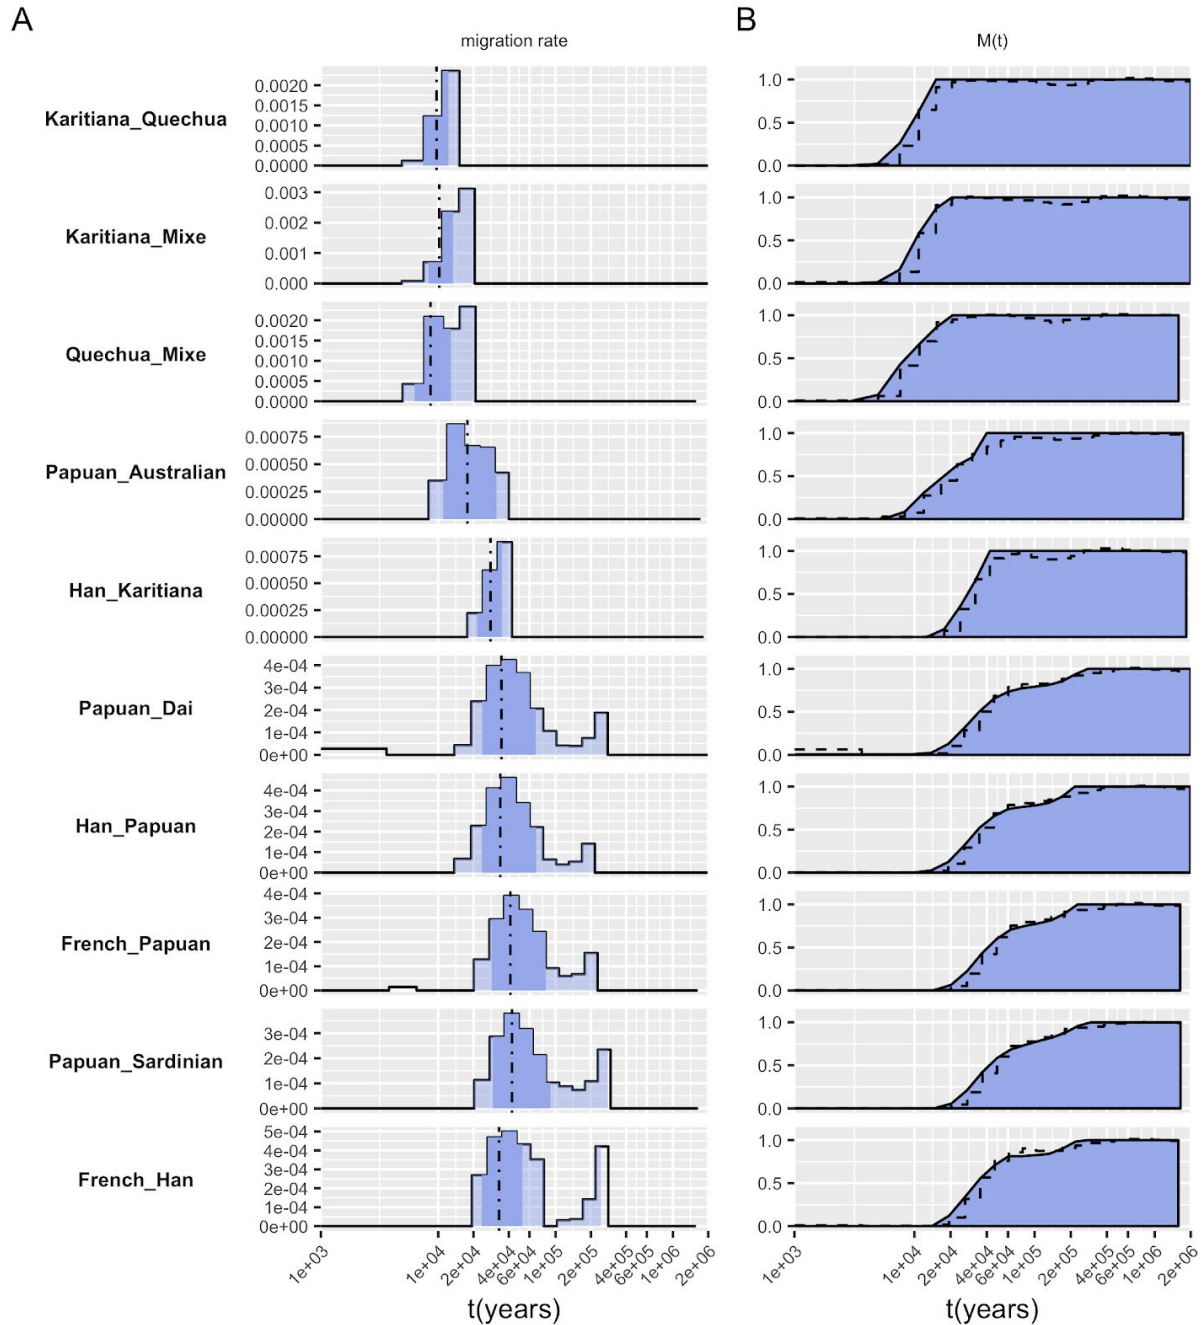 A
B
migration rate
M(t)
Karitiana_Quechua
0.0020
0.0015
0.0010
0.0005
0.0000
1.0
0.5
0.0
Karitiana_Mixe
0.003
0.002
0.001
0.000
1.0
0.5
0.0
Quechua_Mixe
0.0020
0.0015
0.0010
0.0005
0.0000
1.0
0.5
0.0
Papuan_Australian
0.00075
0.00050
0.00025
0.00000
1.0
0.5
0.0
Han_Karitiana
0.00075
0.00050
0.00025
0.00000
1.0
0.5
0.0
Papuan_Dai
4e-04
3e-04
2e-04
1e-04
0e+00
1.0
0.5
0.0
Han_Papuan
4e-04
3e-04
2e-04
1e-04
0e+00
1.0
0.5
0.0
French_Papuan
4e-04
3e-04
2e-04
1e-04
0e+00
1.0
0.5
0.0
Papuan_Sardinian
3e-04
2e-04
1e-04
0e+00
1.0
0.5
0.0
French_Han
5e-04
4e-04
3e-04
2e-04
1e-04
0e+00
1.0
0.5
0.0
1e+03 1e+04 2e+04 4e+04 6e+04 1e+05 2e+05 4e+05 6e+05 1e+06 2e+06
1e+03 1e+04 2e+04 4e+04 6e+04 1e+05 2e+05 4e+05 6e+05 1e+06 2e+06
t(years)
t(years)